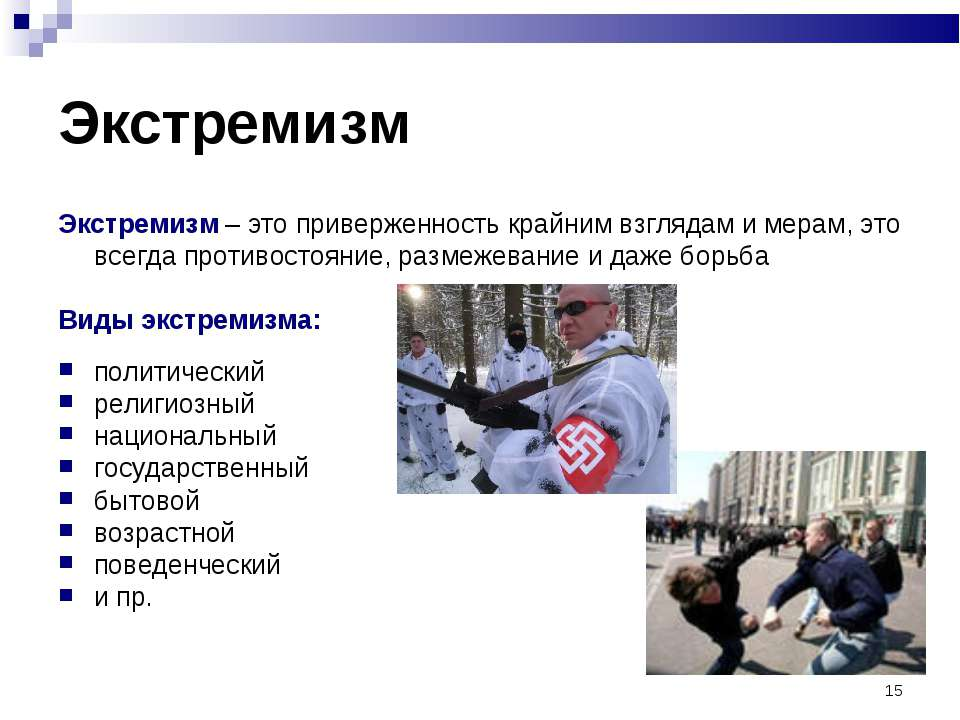 Экстремизм
Экстремизм – это приверженность крайним взглядам и мерам, это
всегда противостояние, размежевание и даже борьба
Виды экстремизма:
политический
религиозный
национальный
государственный
бытовой
возрастной
поведенческий
и пр.
15